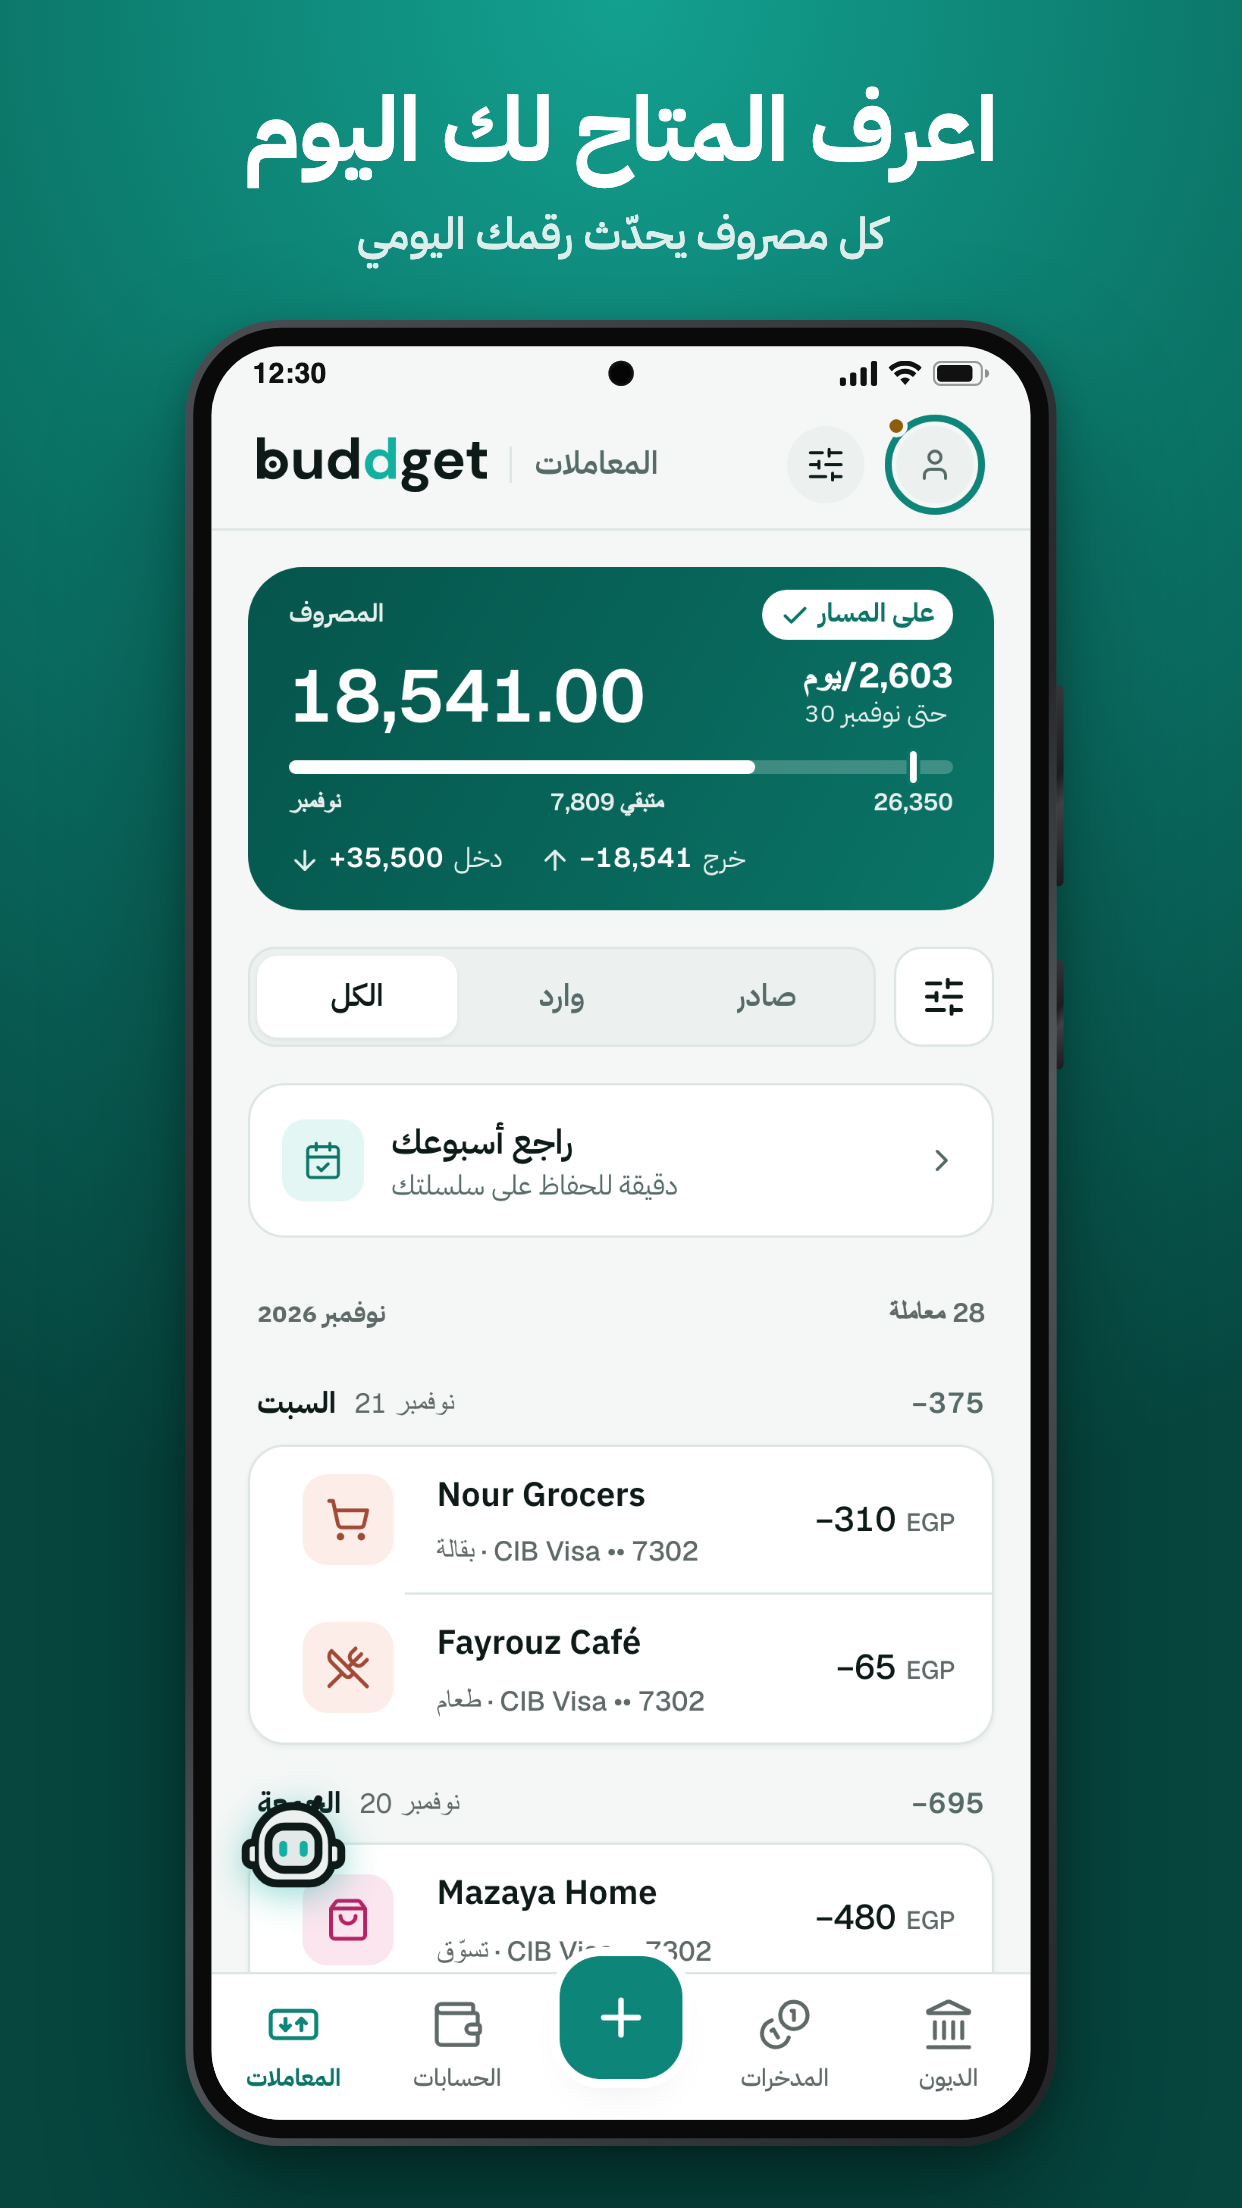 اعرف المتاح لك اليوم
كل مصروف يحدّث رقمك اليومي
12:30
buddget
المعاملات
المصروف
على المسار
18,541.00
2,603/يوم
حتى نوفمبر 30
نوفمبر
متبقي 7,809
26,350
+35,500 دخل
−18,541 خرج
الكل
وارد
صادر
راجع أسبوعك
دقيقة للحفاظ على سلسلتك
نوفمبر 2026
28 معاملة
السبت
نوفمبر 21
−375
Nour Grocers
بقالة · CIB Visa •• 7302
−310 EGP
Fayrouz Café
طعام · CIB Visa •• 7302
−65 EGP
نوفمبر 20
−695
Mazaya Home
تسوّق · CIB
−480 EGP
المعاملات
الحسابات
المدخرات
الديون